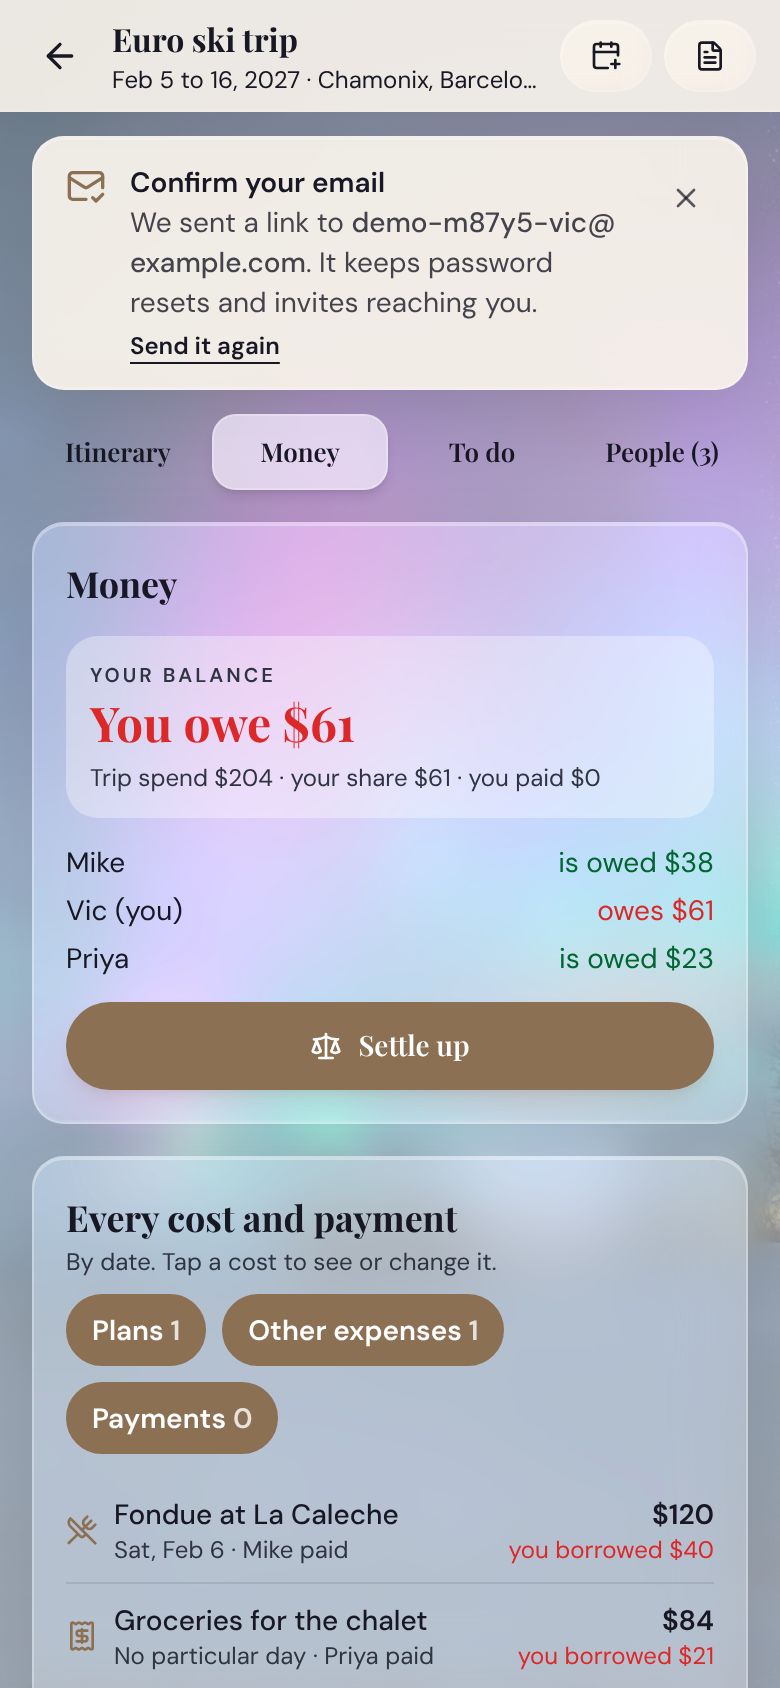 Euro ski trip
Feb 5 to 16, 2027 · Chamonix, Barcelo...
Confirm your email
We sent a link to demo-m87y5-vic@
example.com. It keeps password
resets and invites reaching you.
Send it again
Itinerary
Money
To do
People (3)
Money
YOUR BALANCE
You owe $61
Trip spend $204 · your share $61 · you paid $0
Mike is owed $38
Vic (you) owes $61
Priya is owed $23
Settle up
Every cost and payment
By date. Tap a cost to see or change it.
Plans 1
Other expenses 1
Payments 0
Fondue at La Caleche $120
Sat, Feb 6 · Mike paid you borrowed $40
Groceries for the chalet $84
No particular day · Priya paid you borrowed $21